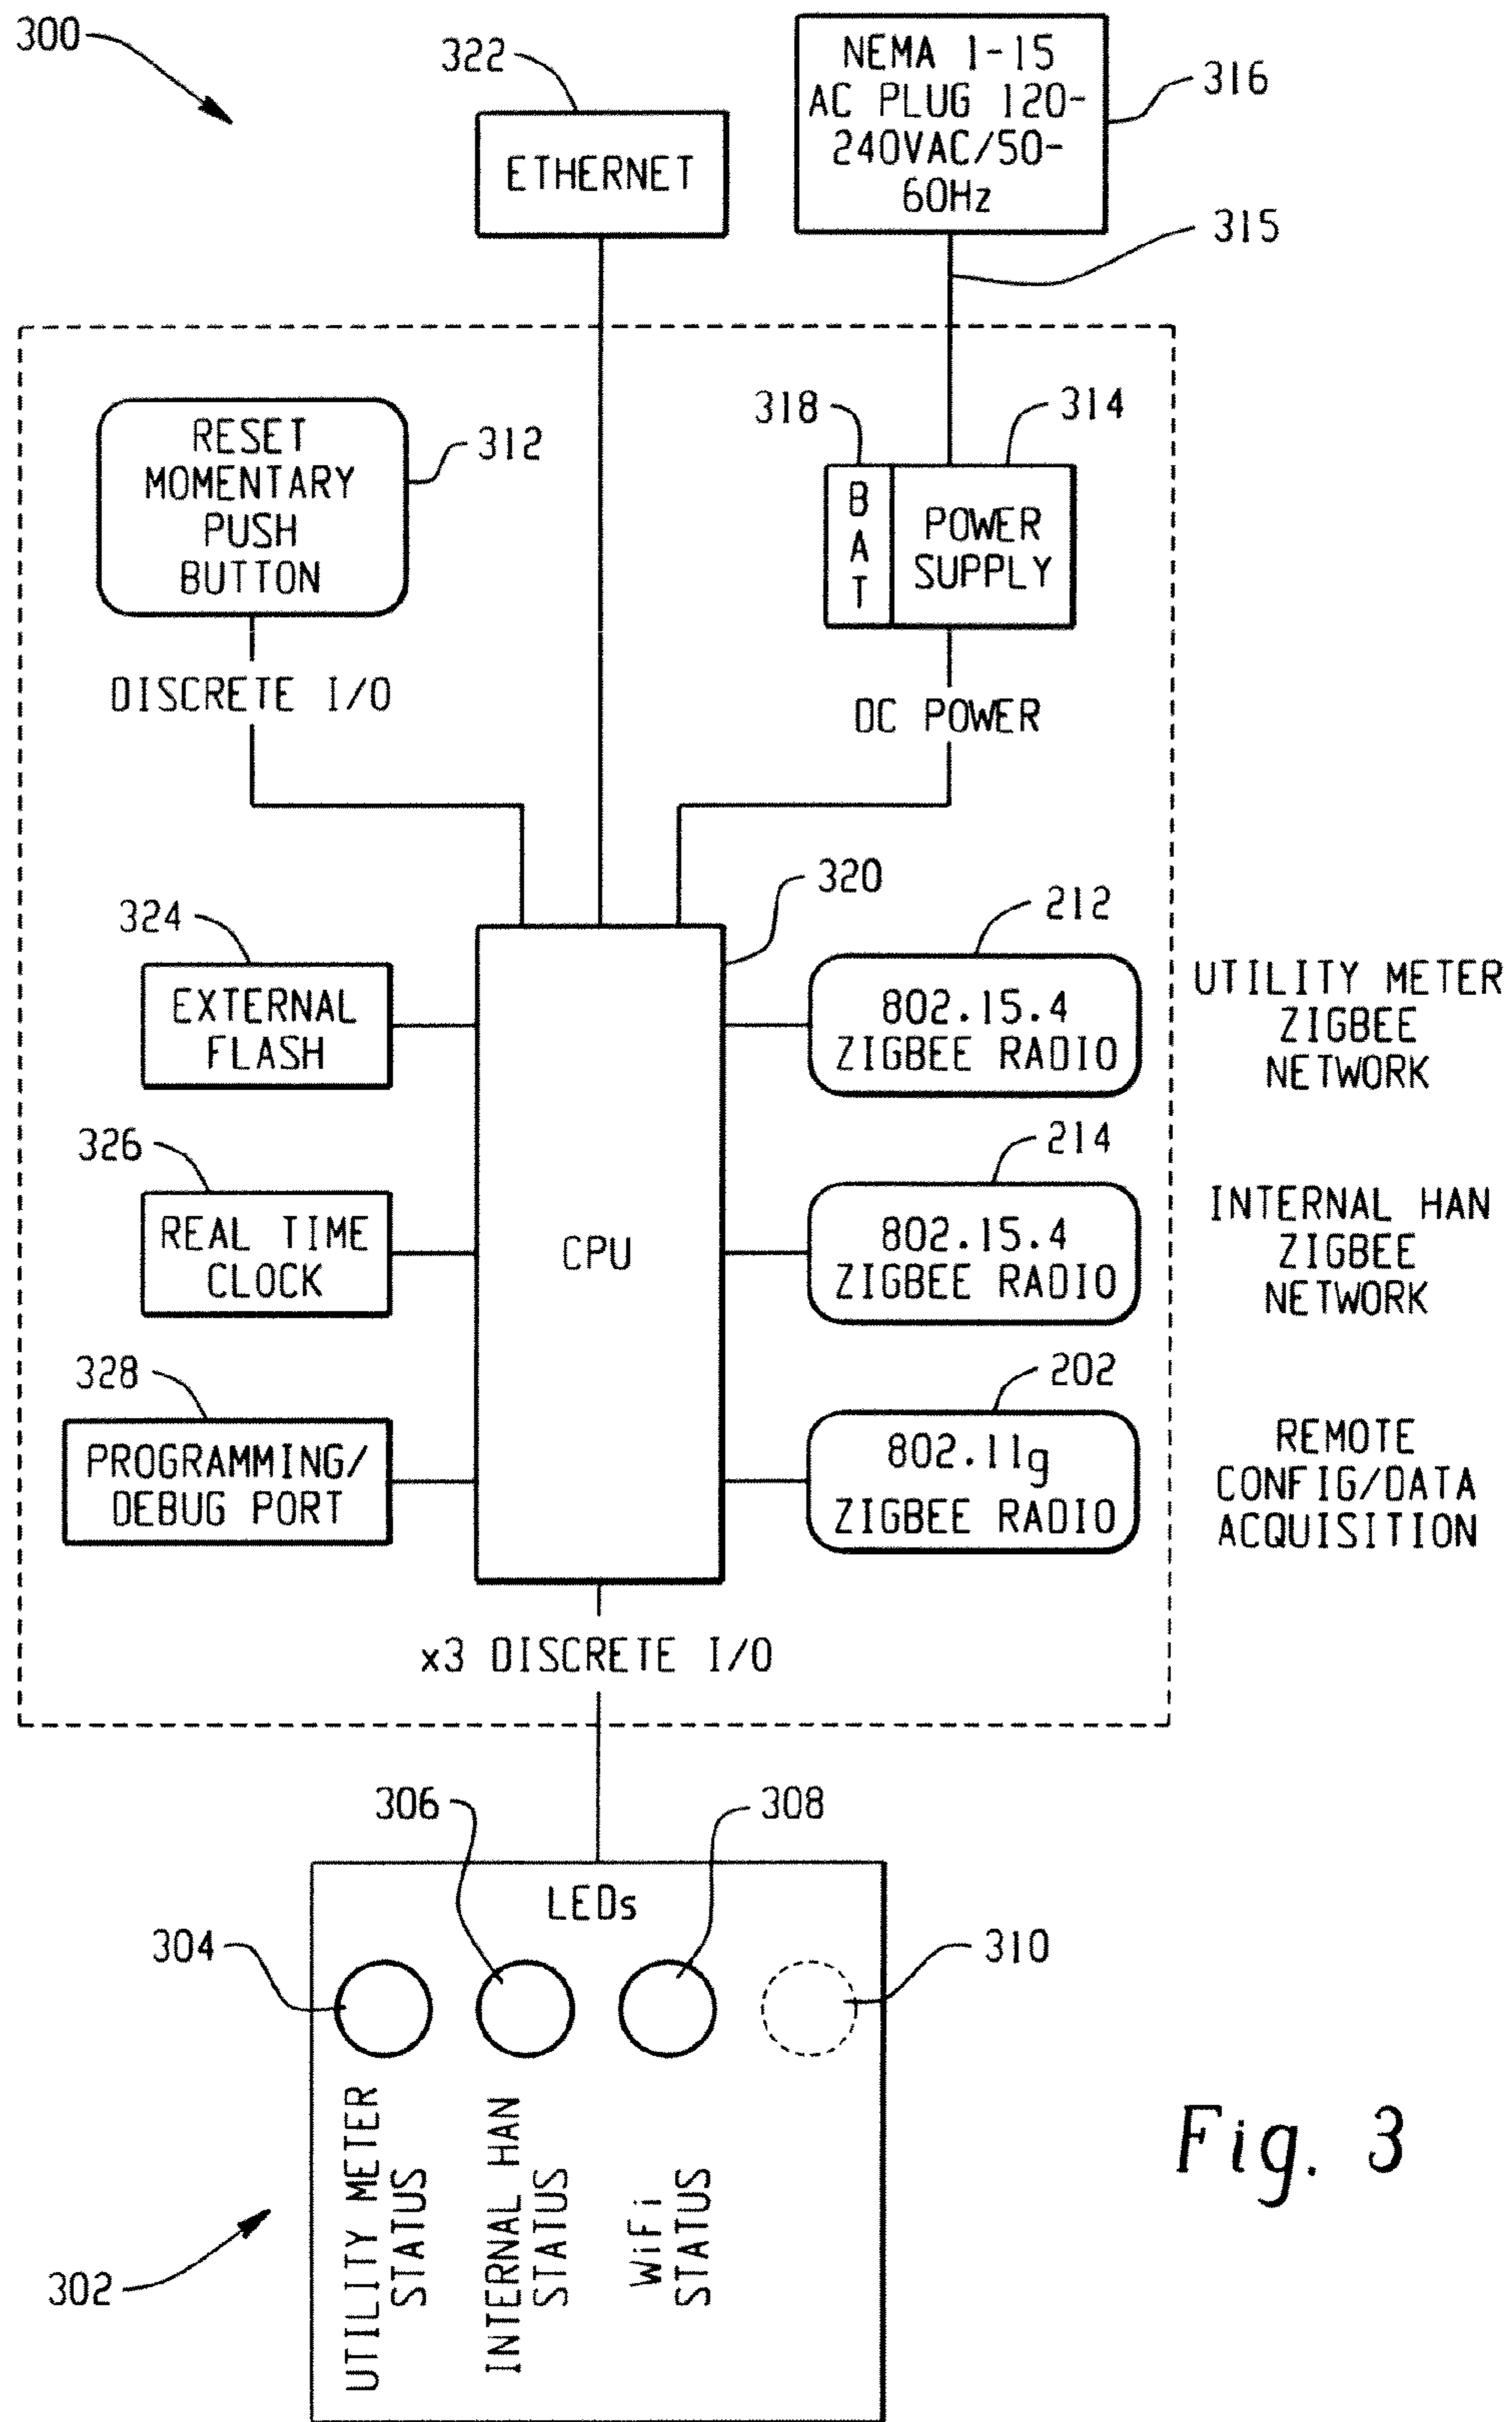 300
322
NEMA 1-15
AC PLUG 120-
240VAC/50-
60Hz
316
ETHERNET
315
RESET
MOMENTARY
PUSH
BUTTON
312
318
314
BAT
POWER
SUPPLY
DISCRETE I/O
DC POWER
320
324
EXTERNAL
FLASH
212
802.15.4
ZIGBEE RADIO
UTILITY METER
ZIGBEE
NETWORK
326
REAL TIME
CLOCK
CPU
214
802.15.4
ZIGBEE RADIO
INTERNAL HAN
ZIGBEE
NETWORK
328
PROGRAMMING/
DEBUG PORT
202
802.11g
ZIGBEE RADIO
REMOTE
CONFIG/DATA
ACQUISITION
x3 DISCRETE I/O
306
308
LEDs
304
310
UTILITY METER
STATUS
INTERNAL HAN
STATUS
WiFi
STATUS
302
Fig. 3